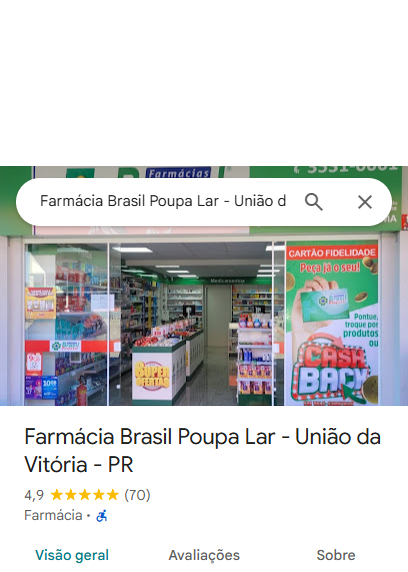 Farmácias
3551-0001
Farmácia Brasil Poupa Lar - União d
Medicamentos
CARTÃO FIDELIDADE
Peça já o seu!
Pontue,
troque por
produtos
ou
CASH
BACK
SUPER
OFERTAS
Farmácia Brasil Poupa Lar - União da
Vitória - PR
4,9 ★★★★★ (70)
Farmácia ·
Visão geral
Avaliações
Sobre